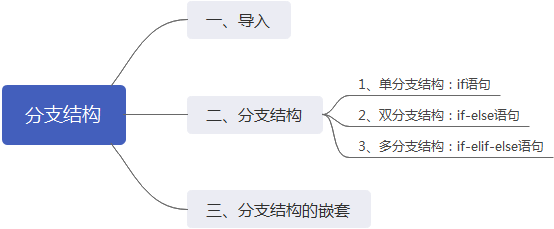 分支结构
一、导入
二、分支结构
1、单分支结构：if语句
2、双分支结构：if-else语句
3、多分支结构：if-elif-else语句
三、分支结构的嵌套